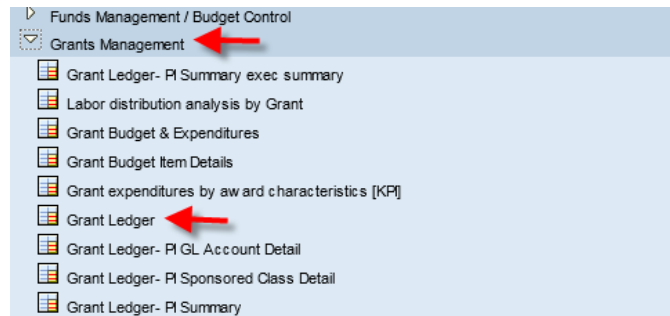 Funds Management / Budget Control
Grants Management
Grant Ledger- PI Summary exec summary
Labor distribution analysis by Grant
Grant Budget & Expenditures
Grant Budget Item Details
Grant expenditures by award characteristics [KPI]
Grant Ledger
Grant Ledger- PI GL Account Detail
Grant Ledger- PI Sponsored Class Detail
Grant Ledger- PI Summary